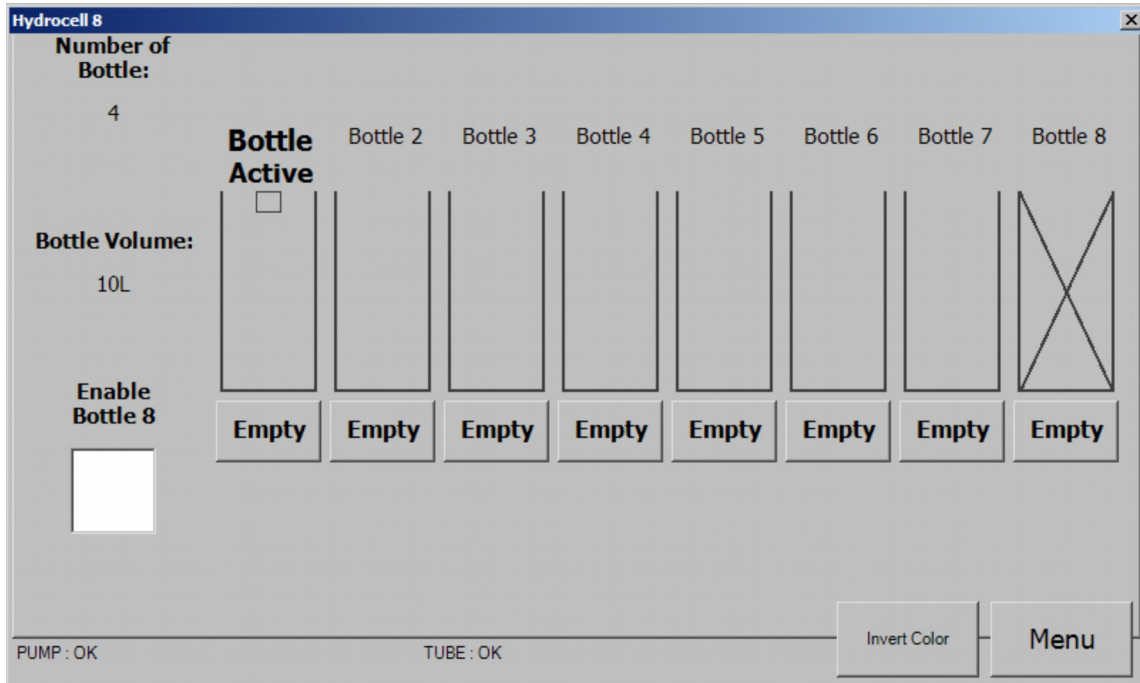 Hydrocell 8
Number of
Bottle:
4
Bottle
Active
Bottle 2
Bottle 3
Bottle 4
Bottle 5
Bottle 6
Bottle 7
Bottle 8
Bottle Volume:
10L
Enable
Bottle 8
Empty
Empty
Empty
Empty
Empty
Empty
Empty
Empty
Invert Color
Menu
PUMP : OK
TUBE : OK